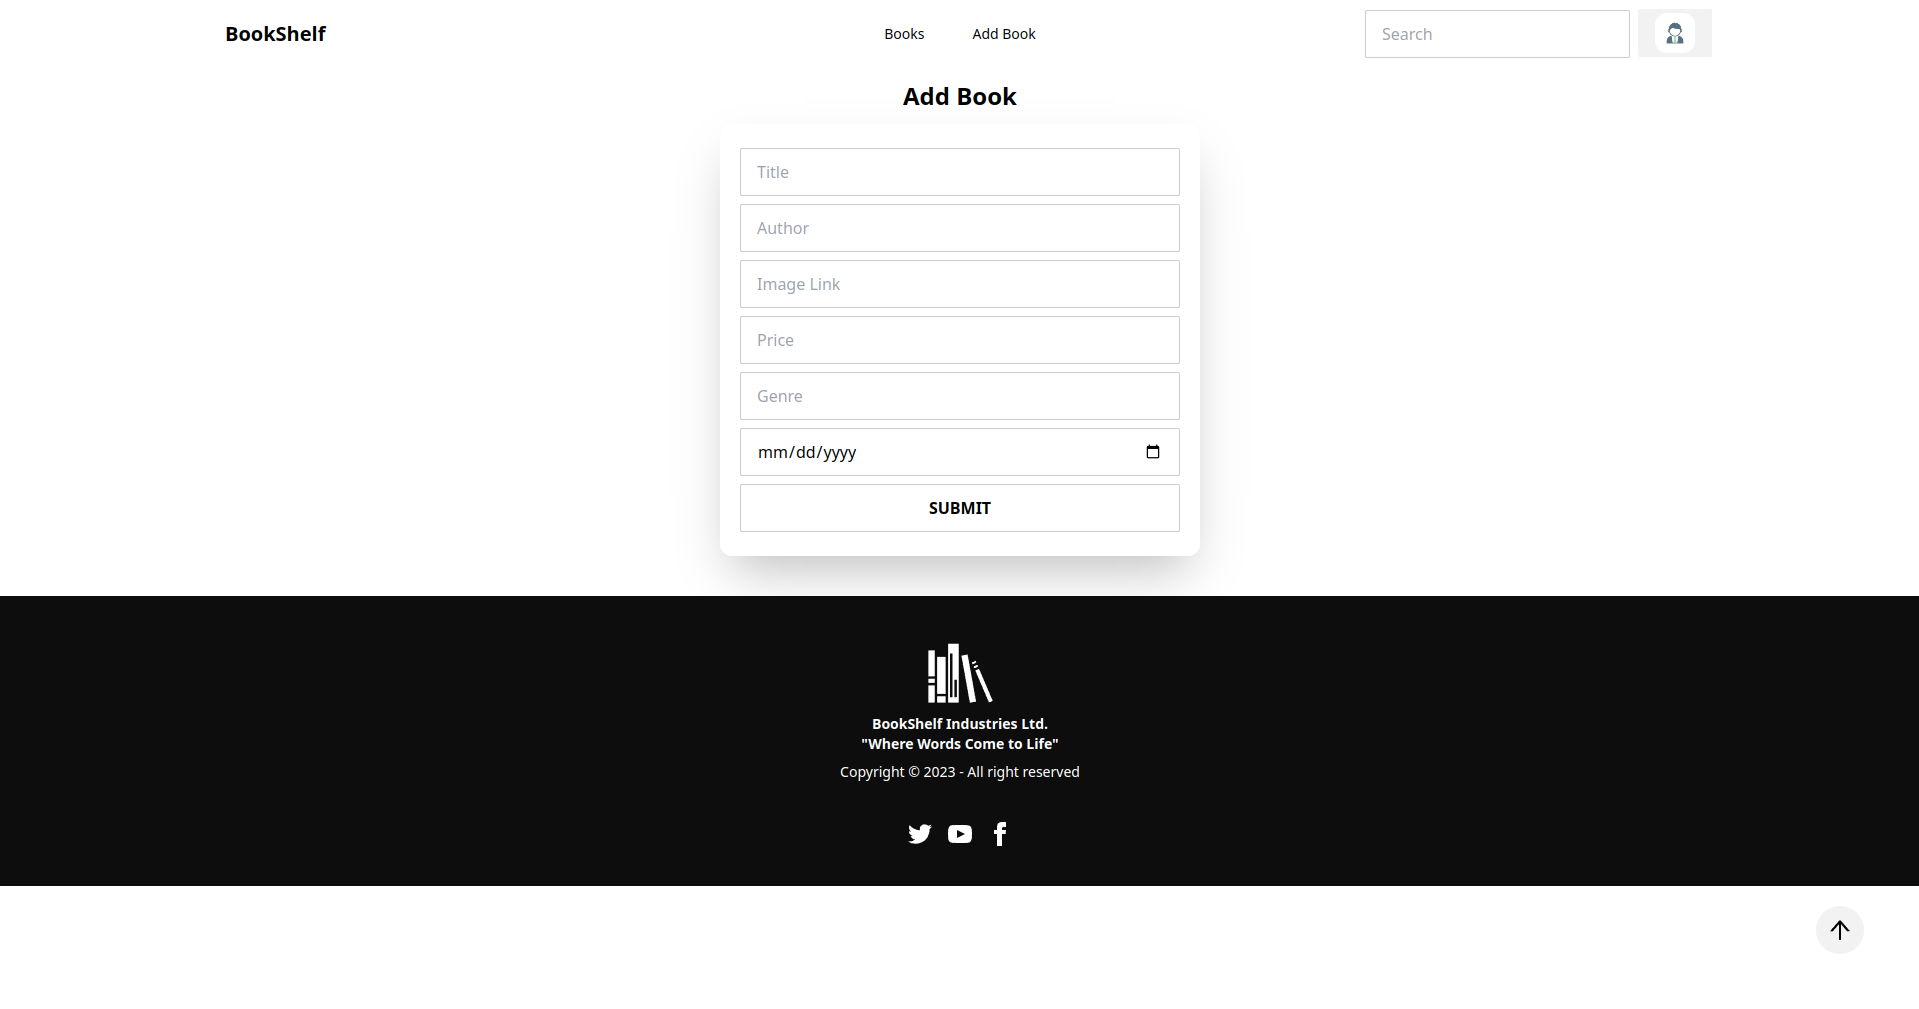 BookShelf
Books
Add Book
Search
Add Book
Title
Author
Image Link
Price
Genre
mm/dd/yyyy
SUBMIT
BookShelf Industries Ltd.
"Where Words Come to Life"
Copyright © 2023 - All right reserved